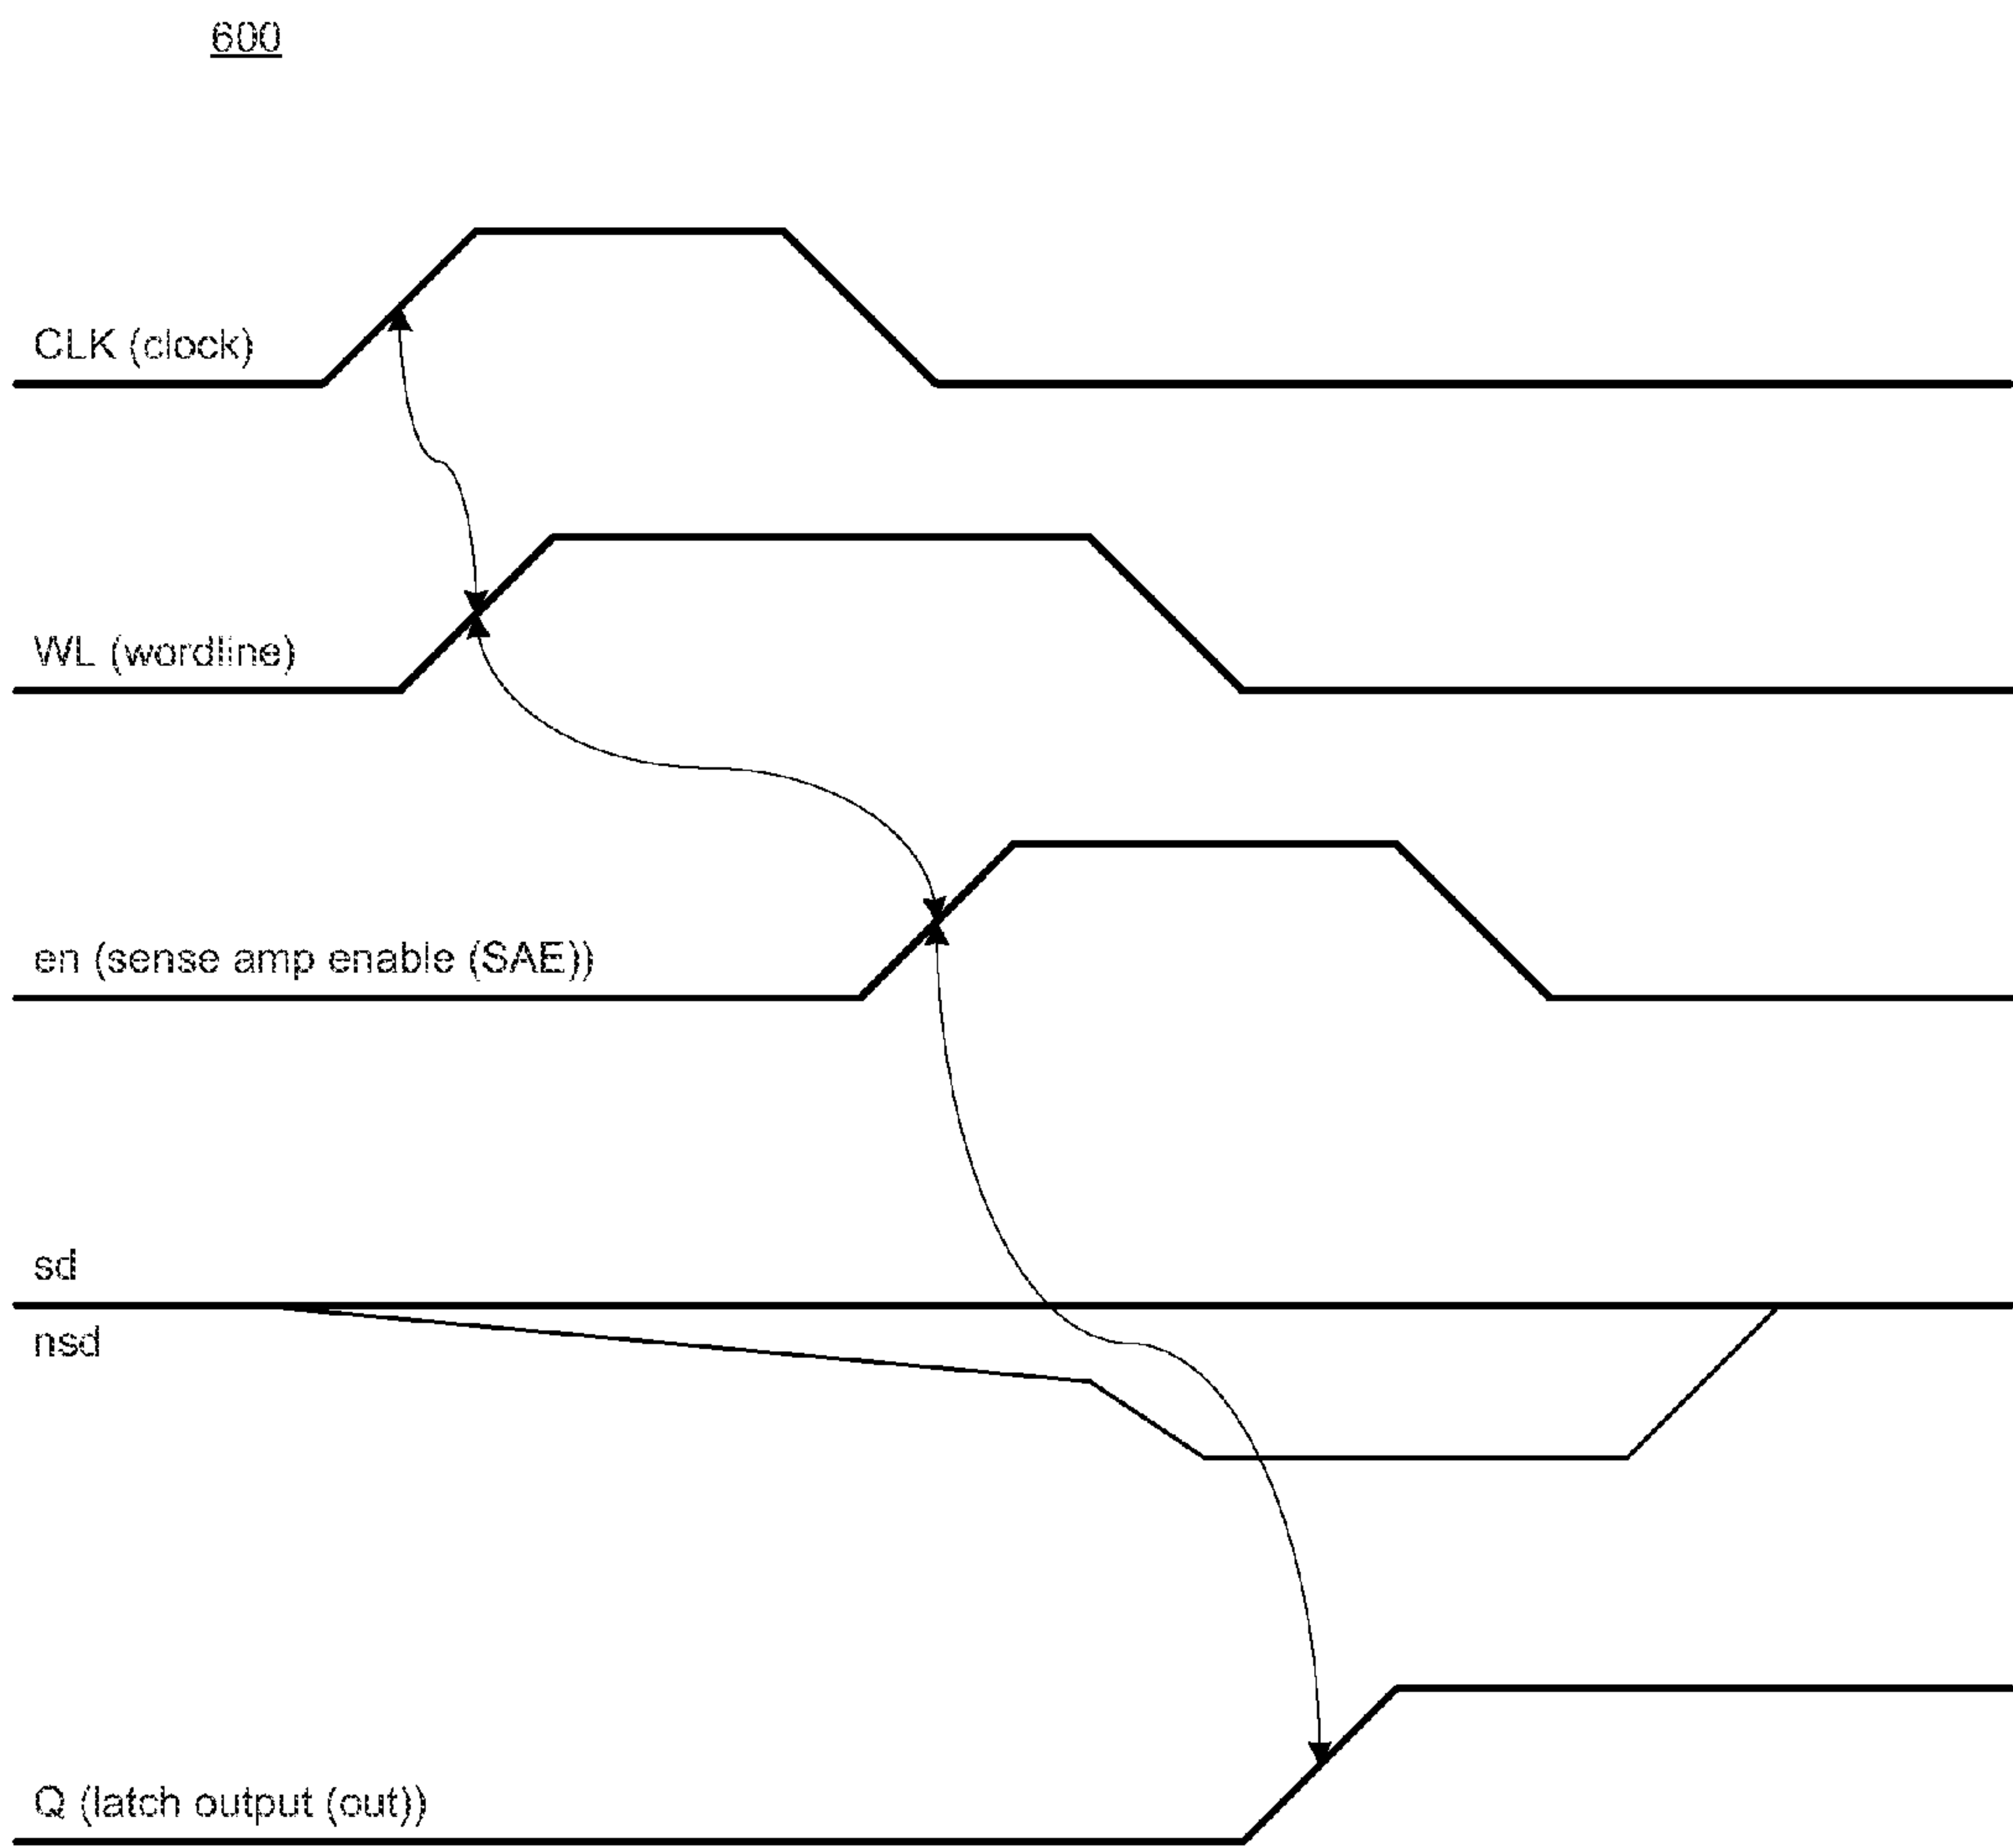 600
CLK (clock)
WL (wordline)
en (sense amp enable (SAE))
sd
nsd
Q (latch output (out))